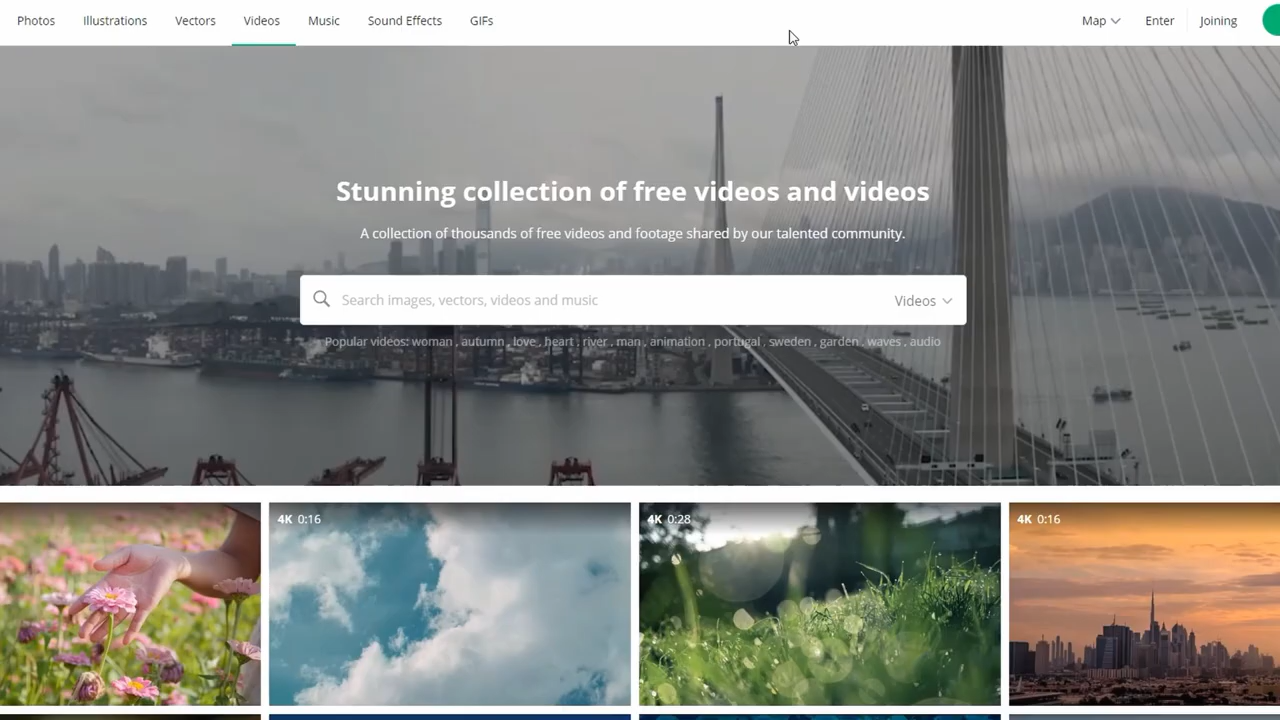 Photos Illustrations Vectors Videos Music Sound Effects GIFs Map Enter Joining
Stunning collection of free videos and videos
A collection of thousands of free videos and footage shared by our talented community.
Search images, vectors, videos and music Videos
Popular videos: woman , autumn , love , heart , river , man , animation , portugal , sweden , garden , waves , audio
4K 0:16 4K 0:28 4K 0:16